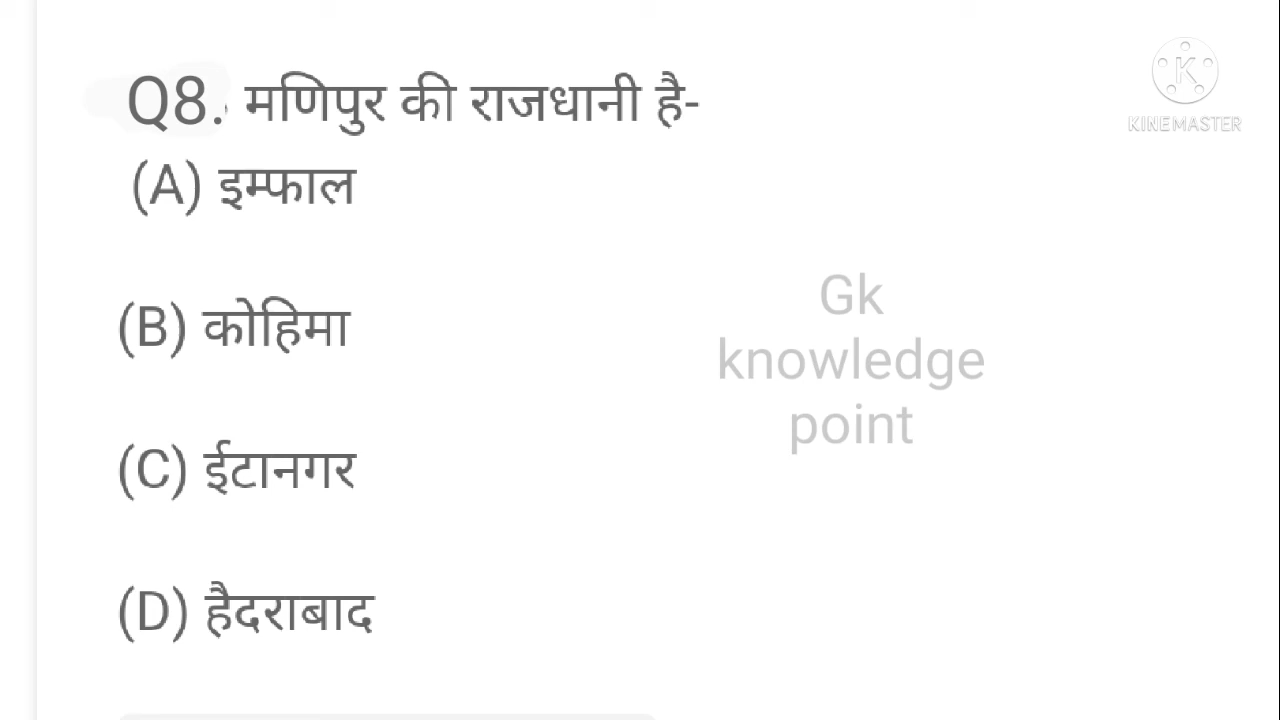 Q8. मणिपुर की राजधानी है-
KINEMASTER
(A) इम्फाल
(B) कोहिमा
Gk
knowledge
point
(C) ईटानगर
(D) हैदराबाद